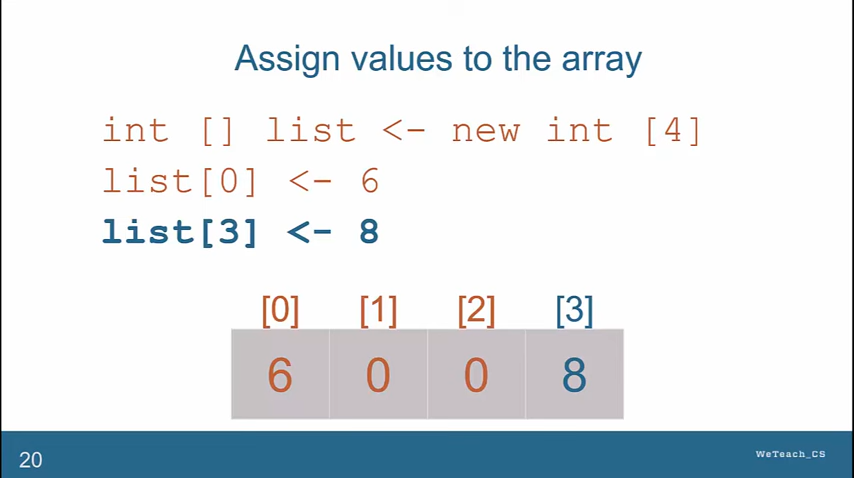 Assign values to the array
int [] list <- new int [4]
list[0] <- 6
list[3] <- 8
[0] [1] [2] [3]
6 0 0 8
20
WeTeach_CS